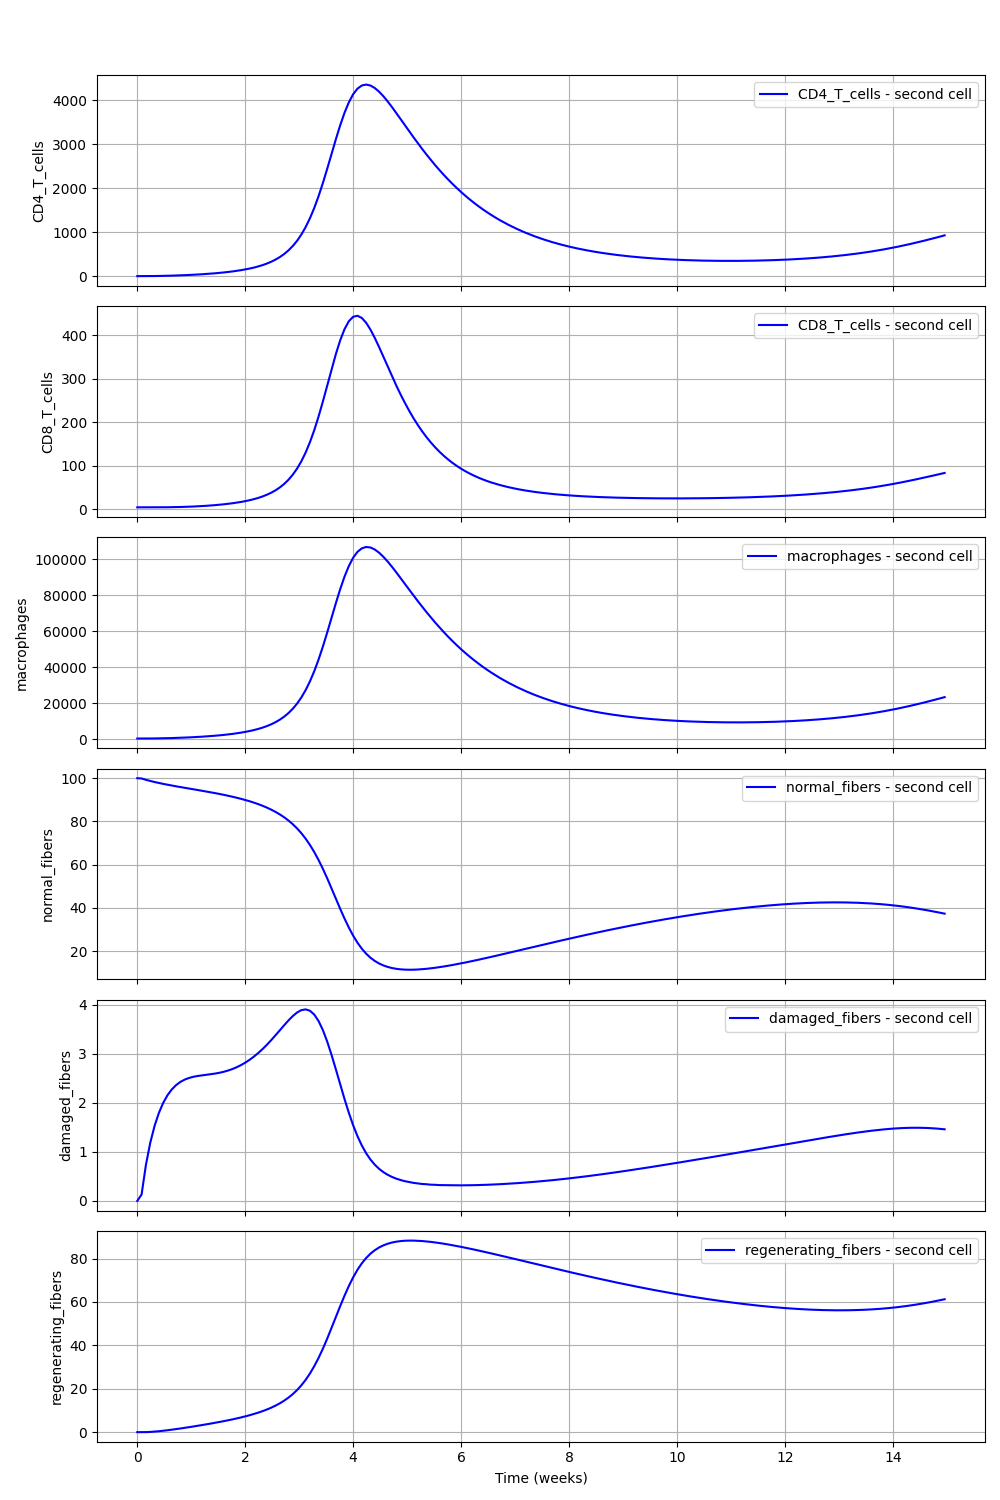 CD4_T_cells - second cell
CD4_T_cells
4000
3000
2000
1000
0
CD8_T_cells - second cell
CD8_T_cells
400
300
200
100
0
macrophages - second cell
macrophages
100000
80000
60000
40000
20000
0
normal_fibers - second cell
normal_fibers
100
80
60
40
20
damaged_fibers - second cell
damaged_fibers
4
3
2
1
0
regenerating_fibers - second cell
regenerating_fibers
80
60
40
20
0
0 2 4 6 8 10 12 14
Time (weeks)